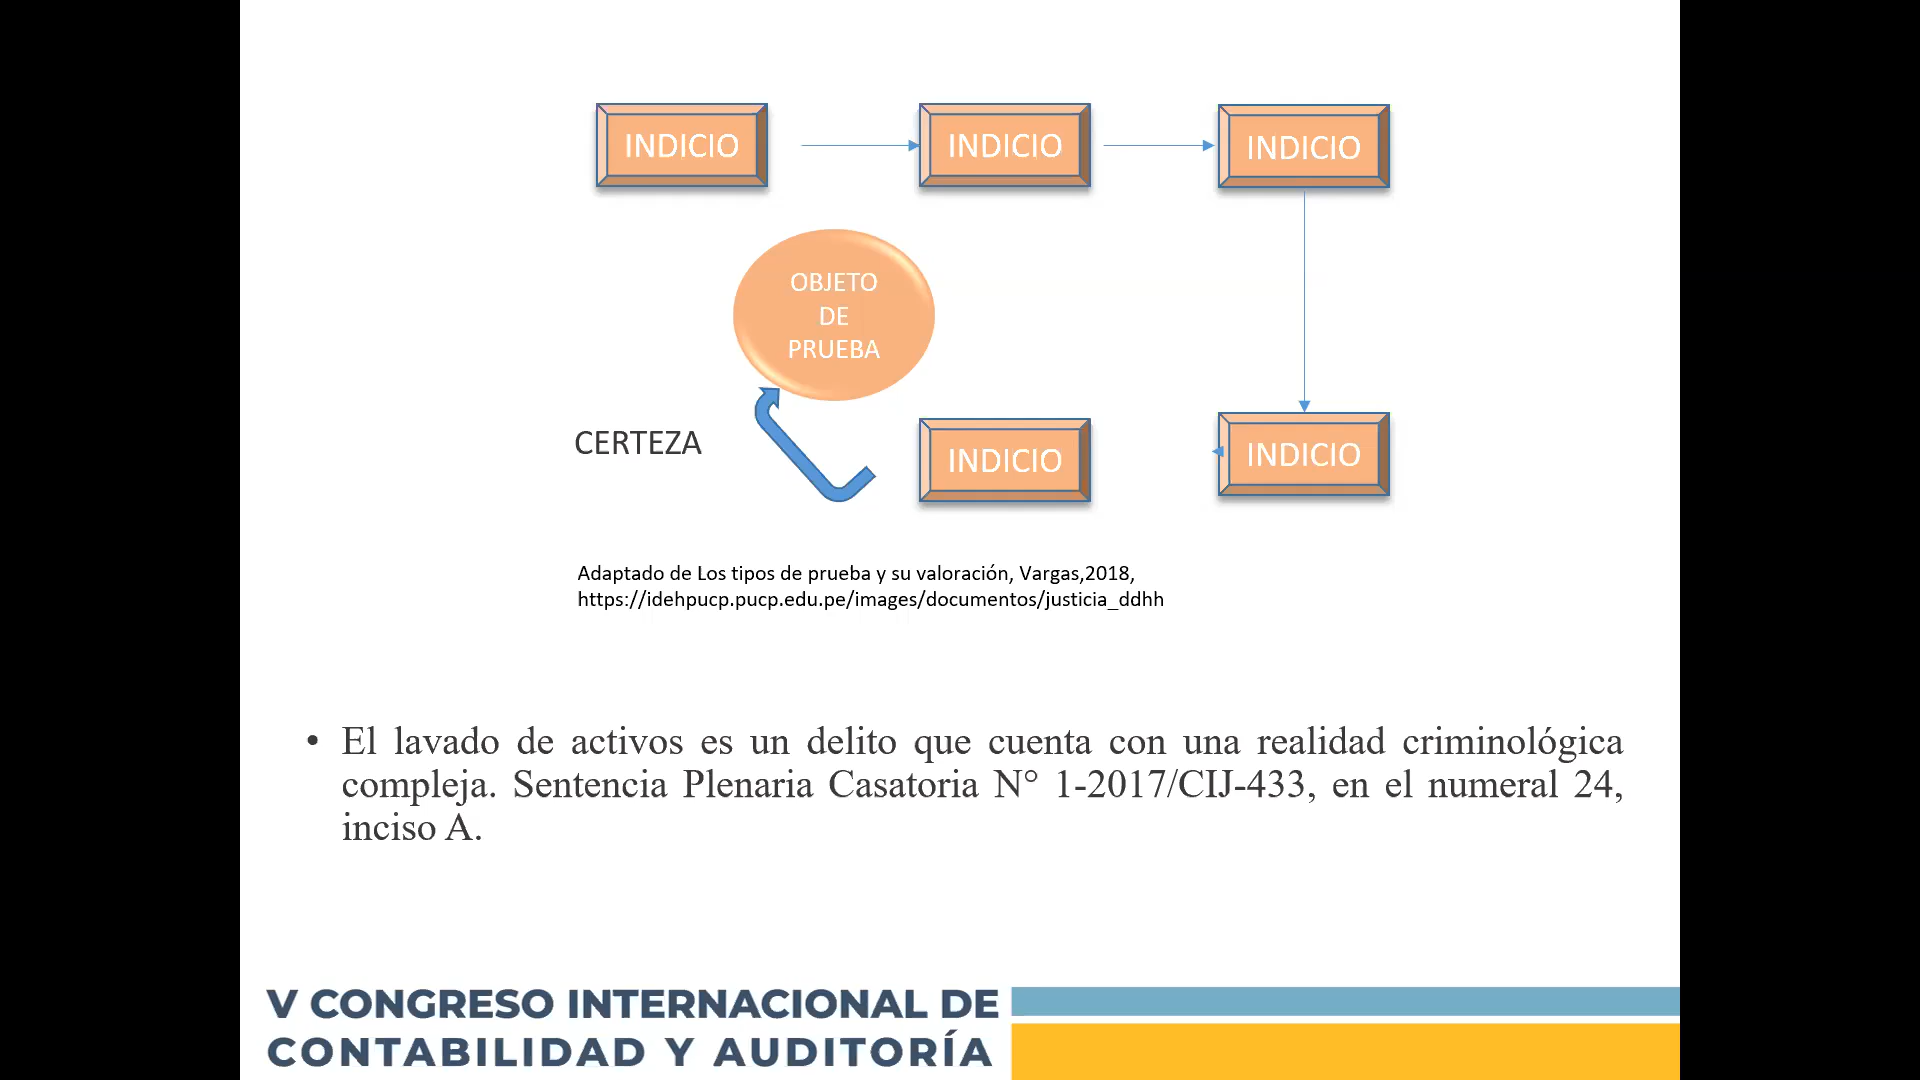 INDICIO
INDICIO
INDICIO
OBJETO
DE
PRUEBA
CERTEZA
INDICIO
INDICIO
Adaptado de Los tipos de prueba y su valoración, Vargas,2018,
https://idehpucp.pucp.edu.pe/images/documentos/justicia_ddhh
• El lavado de activos es un delito que cuenta con una realidad criminológica
compleja. Sentencia Plenaria Casatoria N° 1-2017/CIJ-433, en el numeral 24,
inciso A.
V CONGRESO INTERNACIONAL DE
CONTABILIDAD Y AUDITORÍA